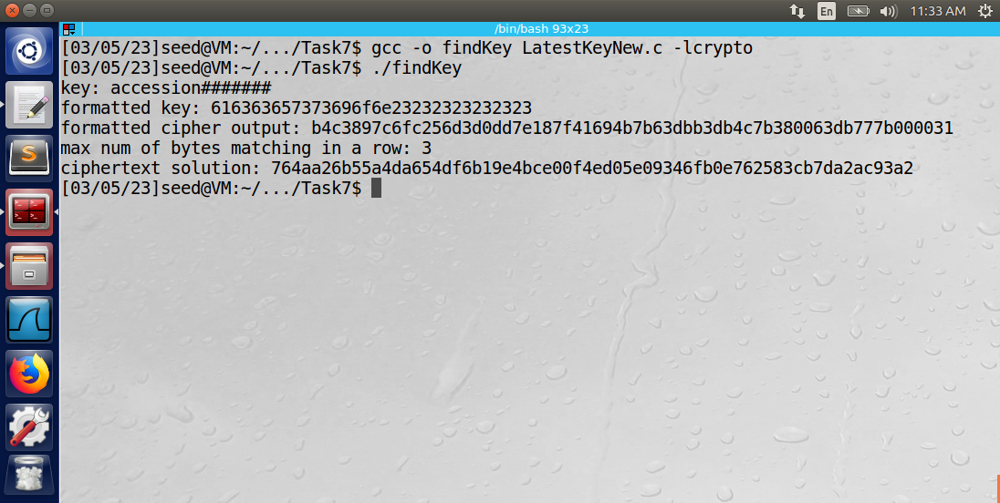 En 11:33 AM
/bin/bash 93x23
[03/05/23]seed@VM:~/.../Task7$ gcc -o findKey LatestKeyNew.c -lcrypto
[03/05/23]seed@VM:~/.../Task7$ ./findKey
key: accession#######
formatted key: 616363657373696f6e23232323232323
formatted cipher output: b4c3897c6fc256d3d0dd7e187f41694b7b63dbb3db4c7b380063db777b000031
max num of bytes matching in a row: 3
ciphertext solution: 764aa26b55a4da654df6b19e4bce00f4ed05e09346fb0e762583cb7da2ac93a2
[03/05/23]seed@VM:~/.../Task7$